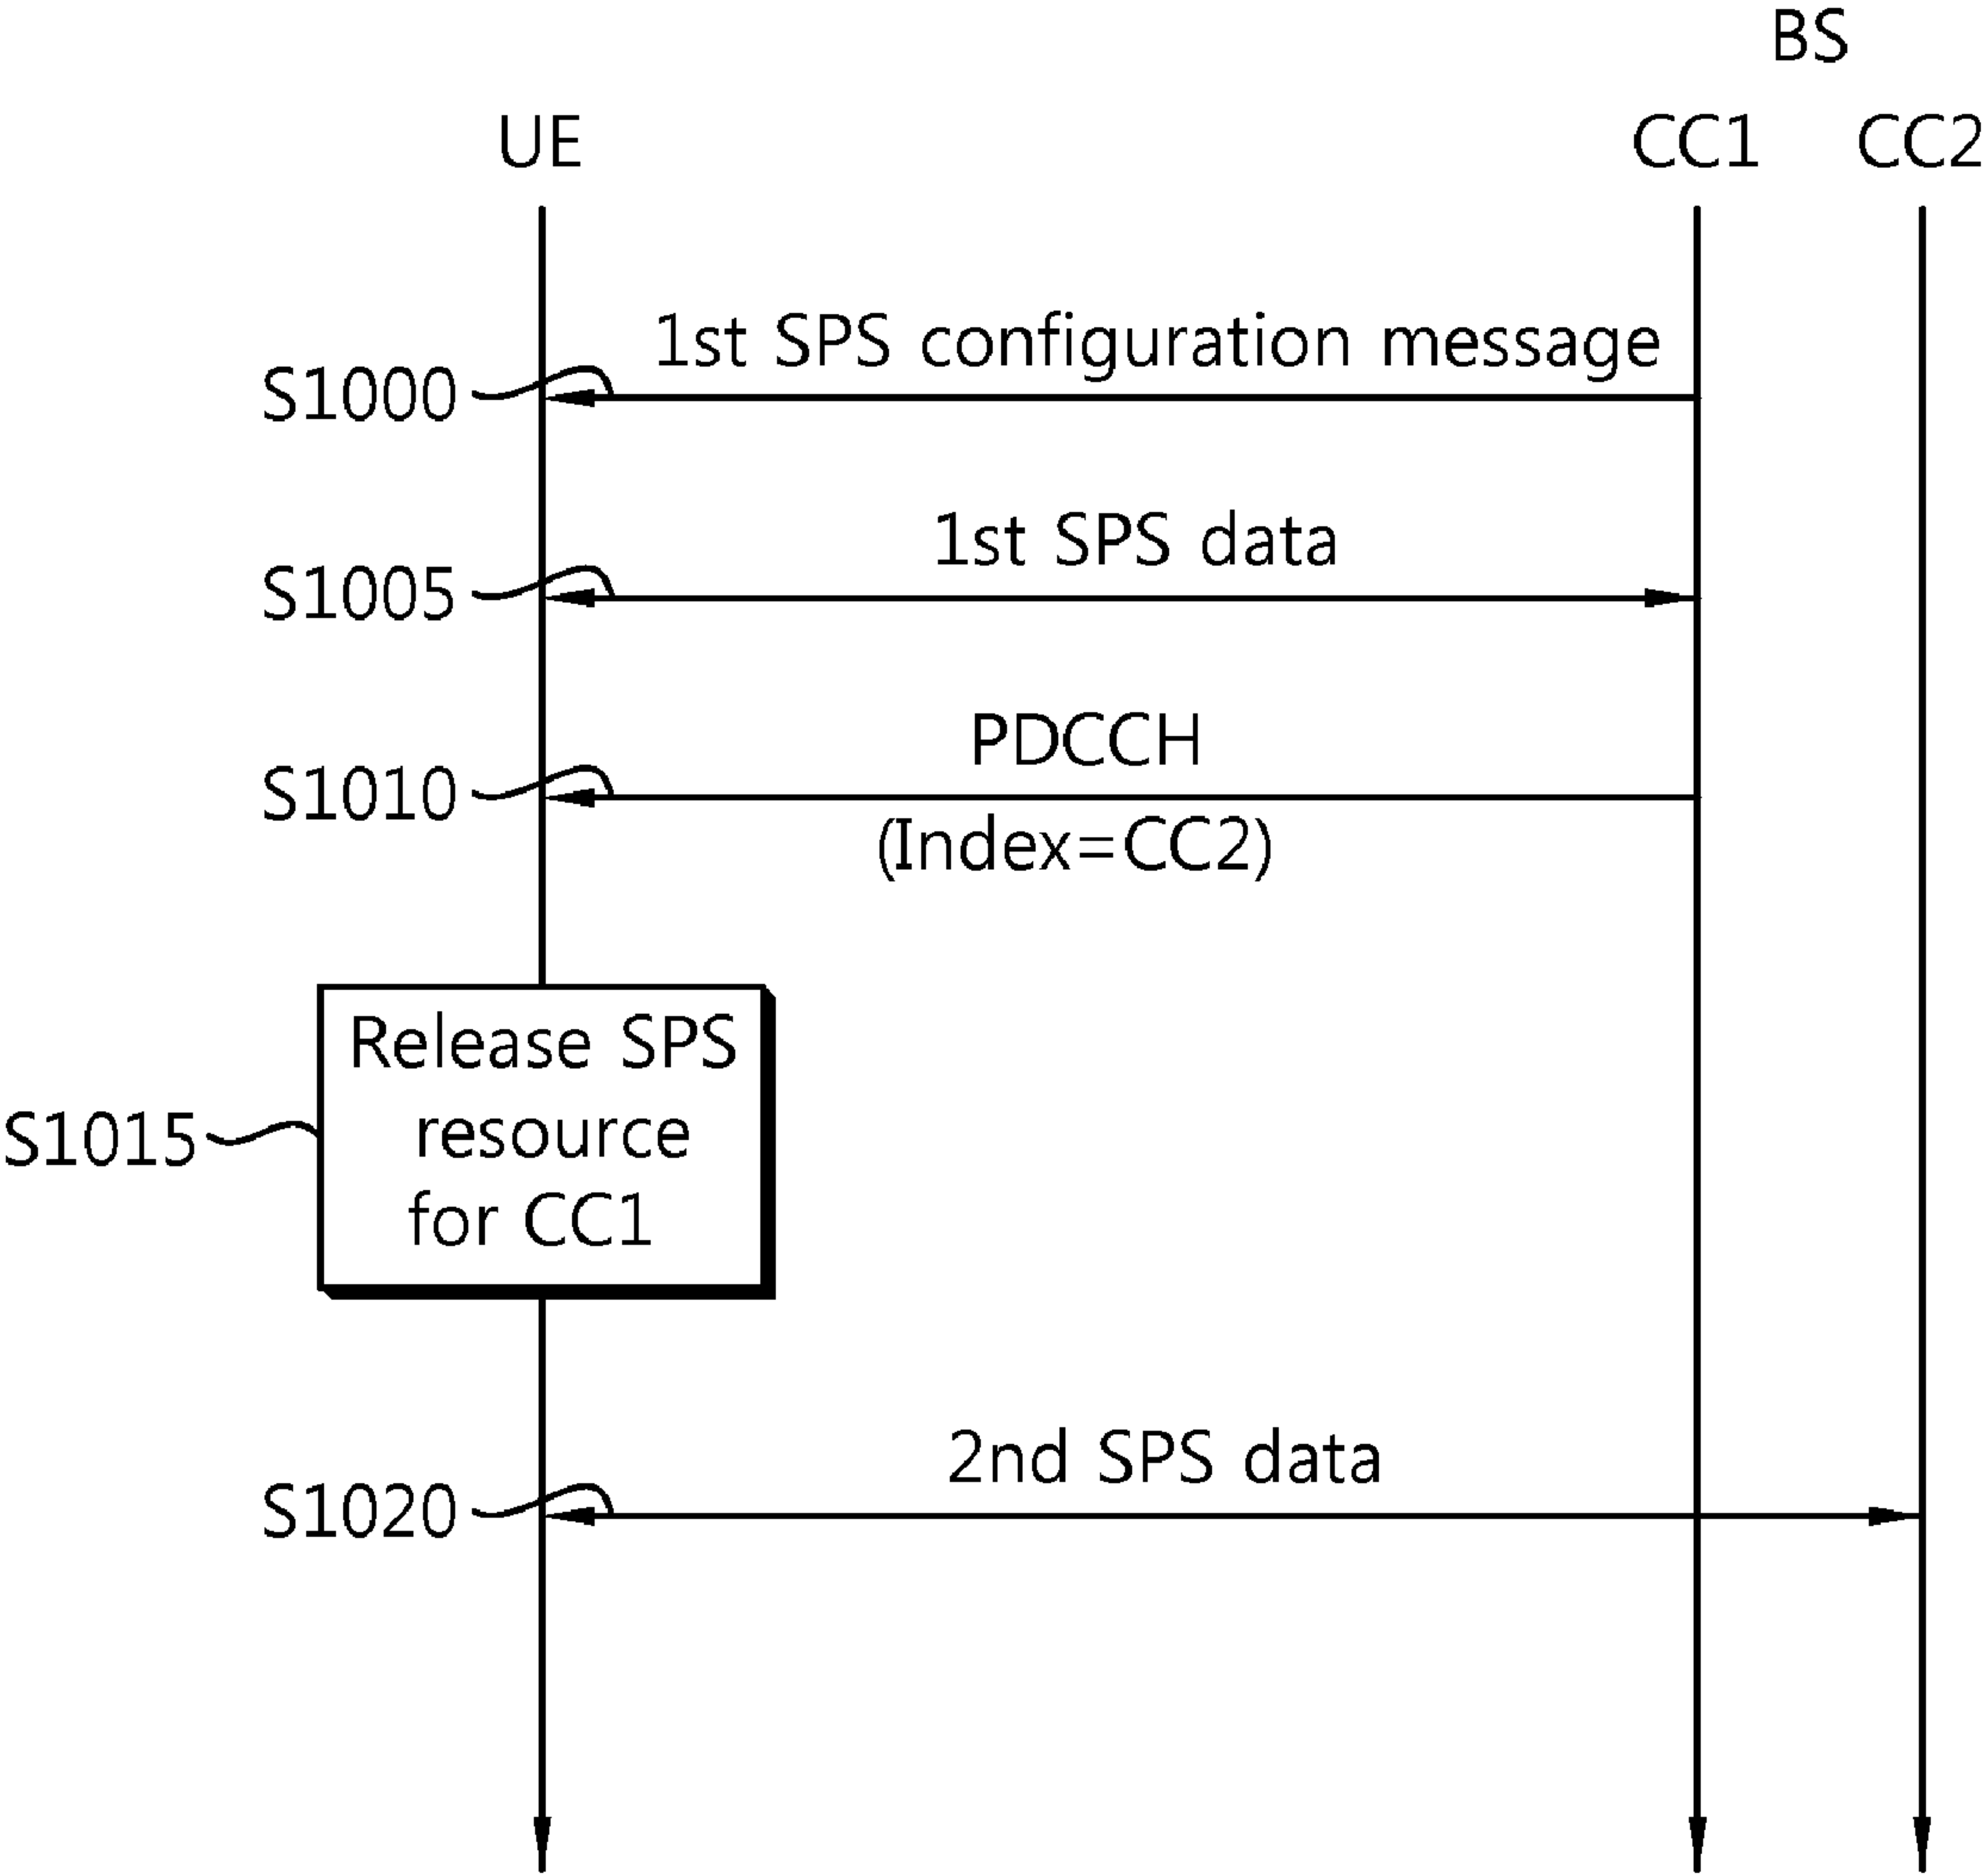 BS
UE
CC1
CC2
1st SPS configuration message
S1000
1st SPS data
S1005
PDCCH
S1010
(Index=CC2)
Release SPS
resource
for CC1
S1015
2nd SPS data
S1020